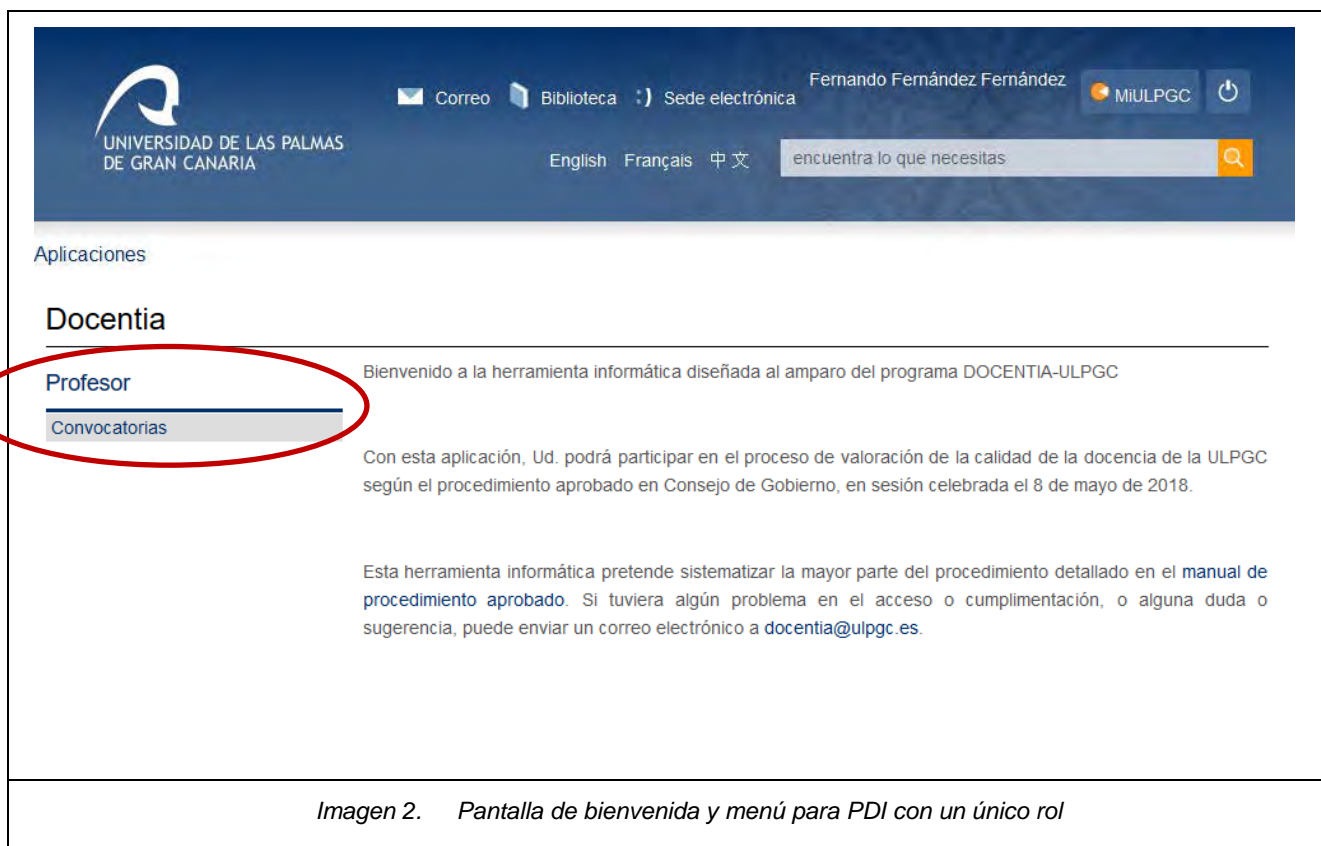 Fernando Fernández Fernández
Correo Biblioteca :) Sede electrónica
MiULPGC
UNIVERSIDAD DE LAS PALMAS
DE GRAN CANARIA
English Français 中文 encuentra lo que necesitas
Aplicaciones
Docentia
Profesor
Convocatorias
Bienvenido a la herramienta informática diseñada al amparo del programa DOCENTIA-ULPGC
Con esta aplicación, Ud. podrá participar en el proceso de valoración de la calidad de la docencia de la ULPGC
según el procedimiento aprobado en Consejo de Gobierno, en sesión celebrada el 8 de mayo de 2018.
Esta herramienta informática pretende sistematizar la mayor parte del procedimiento detallado en el manual de
procedimiento aprobado. Si tuviera algún problema en el acceso o cumplimentación, o alguna duda o
sugerencia, puede enviar un correo electrónico a docentia@ulpgc.es.
Imagen 2. Pantalla de bienvenida y menú para PDI con un único rol